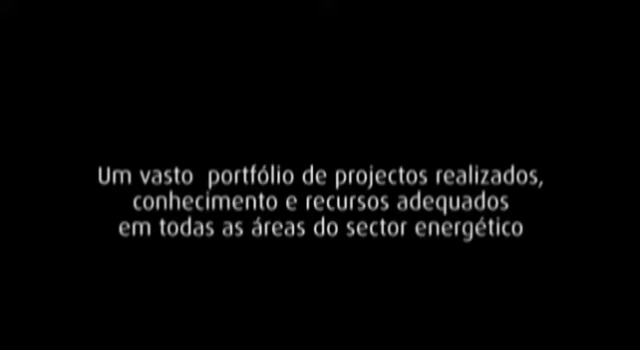 Um vasto portfólio de projectos realizados,
conhecimento e recursos adequados
em todas as áreas do sector energético